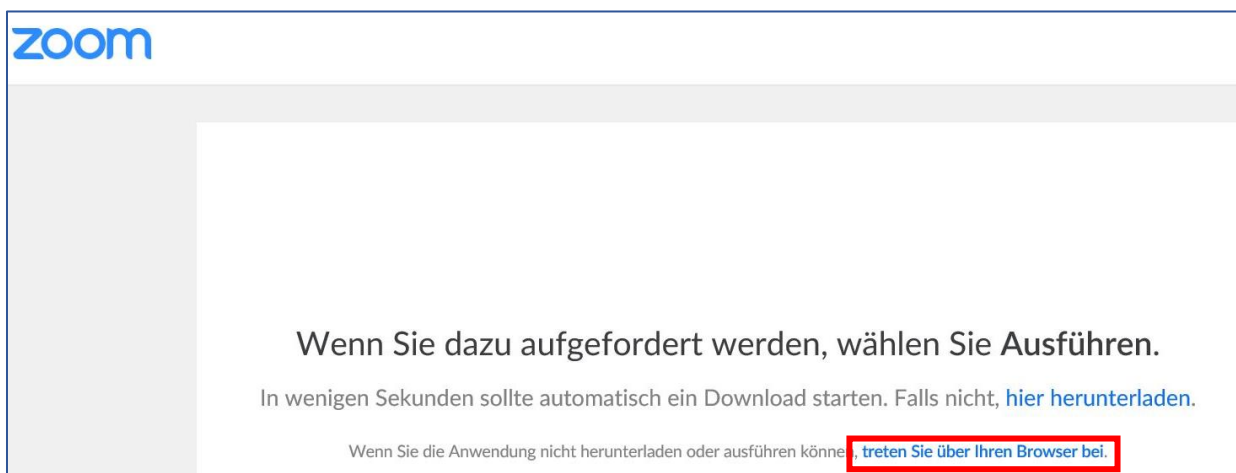 zoom
Wenn Sie dazu aufgefordert werden, wählen Sie Ausführen.
In wenigen Sekunden sollte automatisch ein Download starten. Falls nicht, hier herunterladen.
Wenn Sie die Anwendung nicht herunterladen oder ausführen können, treten Sie über Ihren Browser bei.